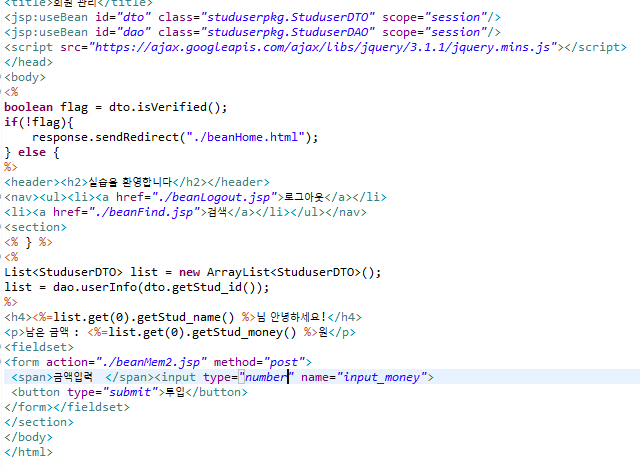 <title>회원 관리</title>
<jsp:useBean id="dto" class="studuserpkg.StuduserDTO" scope="session"/>
<jsp:useBean id="dao" class="studuserpkg.StuduserDAO" scope="session"/>
<script src="https://ajax.googleapis.com/ajax/libs/jquery/3.1.1/jquery.mins.js"></script>
</head>
<body>
<%
boolean flag = dto.isVerified();
if(!flag){
    response.sendRedirect("./beanHome.html");
} else {
%>
<header><h2>실습을 환영합니다</h2></header>
<nav><ul><li><a href="./beanLogout.jsp">로그아웃</a></li>
<li><a href="./beanFind.jsp">검색</a></li></ul></nav>
<section>
<% } %>
<%
List<StuduserDTO> list = new ArrayList<StuduserDTO>();
list = dao.userInfo(dto.getStud_id());
%>
<h4><%=list.get(0).getStud_name() %>님 안녕하세요!</h4>
<p>남은 금액 : <%=list.get(0).getStud_money() %>원</p>
<fieldset>
<form action="./beanMem2.jsp" method="post">
 <span>금액입력  </span><input type="number" name="input_money">
 <button type="submit">투입</button>
</form></fieldset>
</section>
</body>
</html>